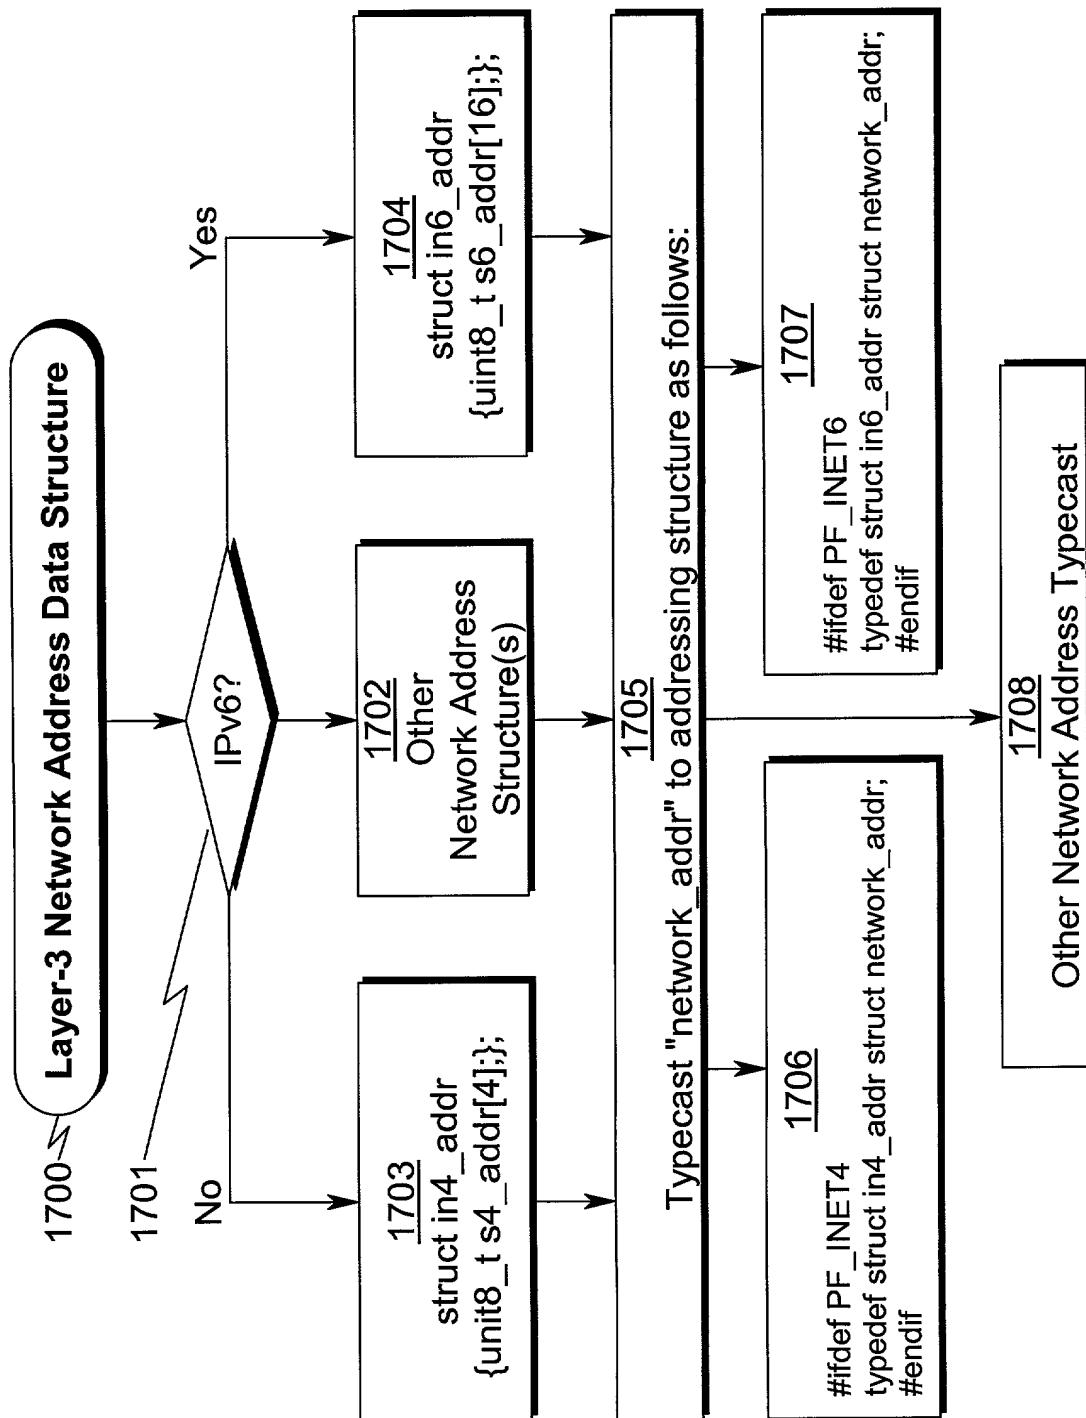 1700
Layer-3 Network Address Data Structure
1701
IPv6?
No
Yes
1703
struct in4_addr
{unit8_t s4_addr[4];};
1702
Other
Network Address
Structure(s)
1704
struct in6_addr
{uint8_t s6_addr[16];};
1705
Typecast "network_addr" to addressing structure as follows:
1706
#ifdef PF_INET4
typedef struct in4_addr struct network_addr;
#endif
1707
#ifdef PF_INET6
typedef struct in6_addr struct network_addr;
#endif
1708
Other Network Address Typecast